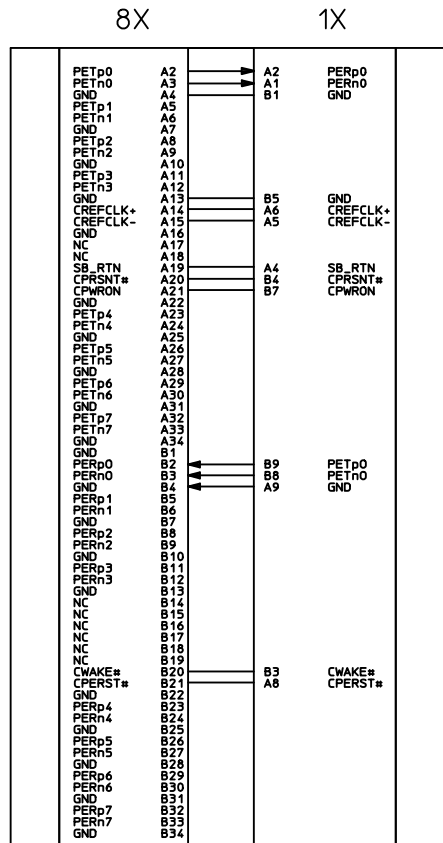 8X 1X
PETp0 A2 A2 PERp0
PETn0 A3 A1 PERn0
GND A4 B1 GND
PETp1 A5
PETn1 A6
GND A7
PETp2 A8
PETn2 A9
GND A10
PETp3 A11
PETn3 A12
GND A13 B5 GND
CREFCLK+ A14 A6 CREFCLK+
CREFCLK- A15 A5 CREFCLK-
GND A16
NC A17
NC A18
SB_RTN A19 A4 SB_RTN
CPRSNT# A20 B4 CPRSNT#
CPWRON A21 B7 CPWRON
GND A22
PETp4 A23
PETn4 A24
GND A25
PETp5 A26
PETn5 A27
GND A28
PETp6 A29
PETn6 A30
GND A31
PETp7 A32
PETn7 A33
GND A34
GND B1
PERp0 B2 B9 PETp0
PERn0 B3 B8 PETn0
GND B4 A9 GND
PERp1 B5
PERn1 B6
GND B7
PERp2 B8
PERn2 B9
GND B10
PERp3 B11
PERn3 B12
GND B13
NC B14
NC B15
NC B16
NC B17
NC B18
NC B19
CWAKE# B20 B3 CWAKE#
CPERST# B21 A8 CPERST#
GND B22
PERp4 B23
PERn4 B24
GND B25
PERp5 B26
PERn5 B27
GND B28
PERp6 B29
PERn6 B30
GND B31
PERp7 B32
PERn7 B33
GND B34